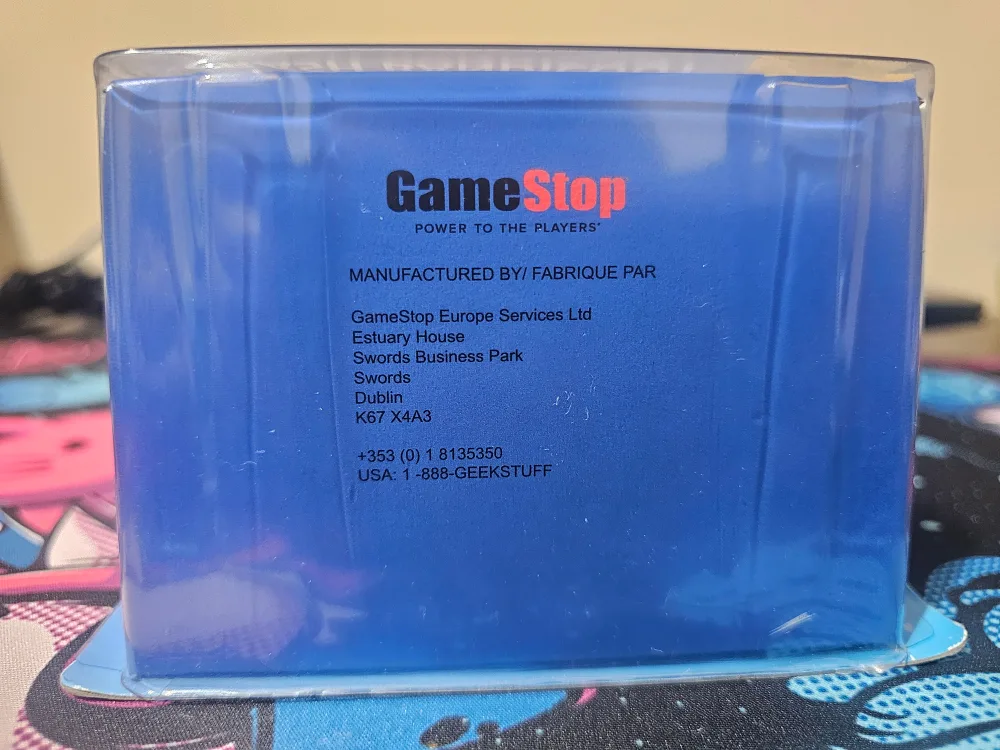 GameStop
POWER TO THE PLAYERS™
MANUFACTURED BY/ FABRIQUE PAR
GameStop Europe Services Ltd
Estuary House
Swords Business Park
Swords
Dublin
K67 X4A3
+353 (0) 1 8135350
USA: 1 -888-GEEKSTUFF